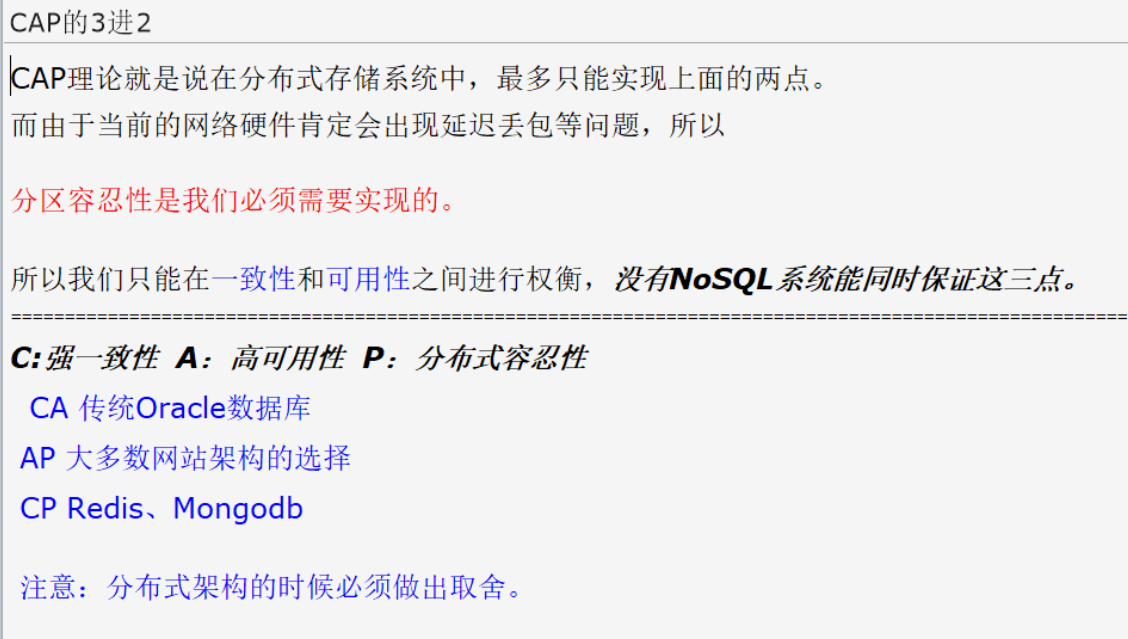 CAP的3进2
CAP理论就是说在分布式存储系统中，最多只能实现上面的两点。
而由于当前的网络硬件肯定会出现延迟丢包等问题，所以
分区容忍性是我们必须需要实现的。
所以我们只能在一致性和可用性之间进行权衡，没有NoSQL系统能同时保证这三点。
=======================================================================================================
C:强一致性 A：高可用性 P：分布式容忍性
CA 传统Oracle数据库
AP 大多数网站架构的选择
CP Redis、Mongodb
注意：分布式架构的时候必须做出取舍。